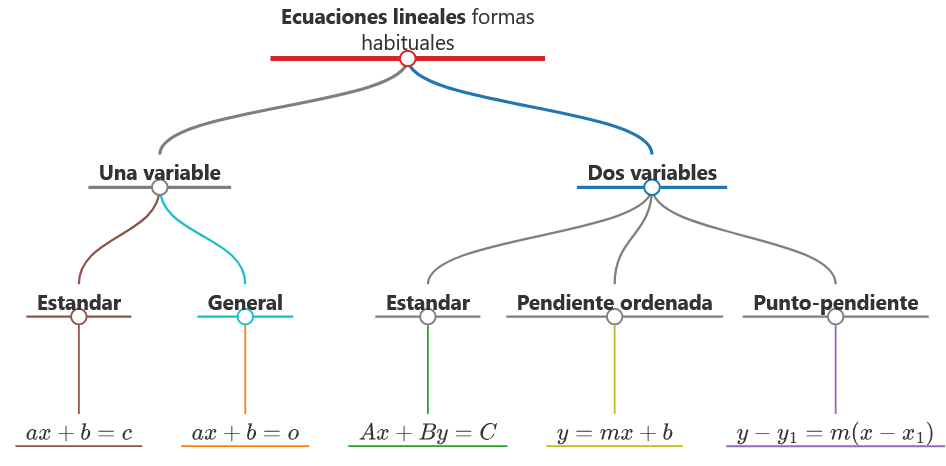 Ecuaciones lineales formas
habituales
Una variable
Dos variables
Estandar
General
Estandar
Pendiente ordenada
Punto-pendiente
ax + b = c
ax + b = o
Ax + By = C
y = mx + b
y − y₁ = m(x − x₁)